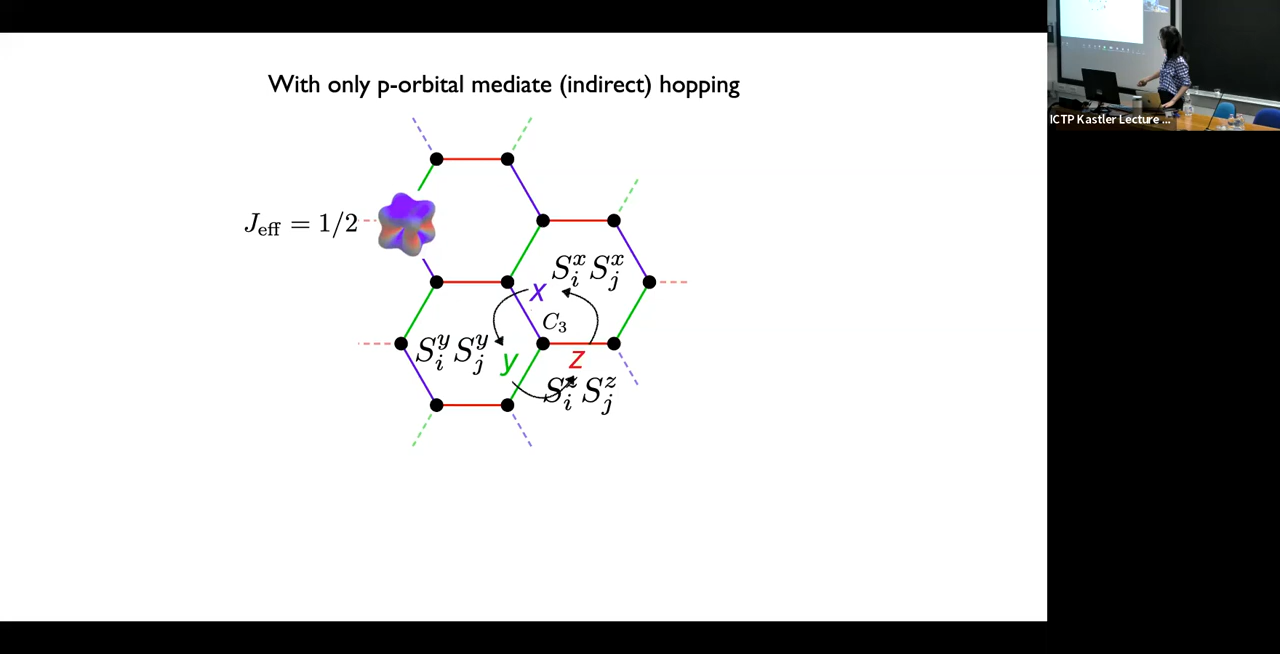 With only p-orbital mediate (indirect) hopping
ICTP Kastler Lecture ...
J_eff = 1/2
S_i^x S_j^x
x
C_3
S_i^y S_j^y
y
z
S_i^z S_j^z